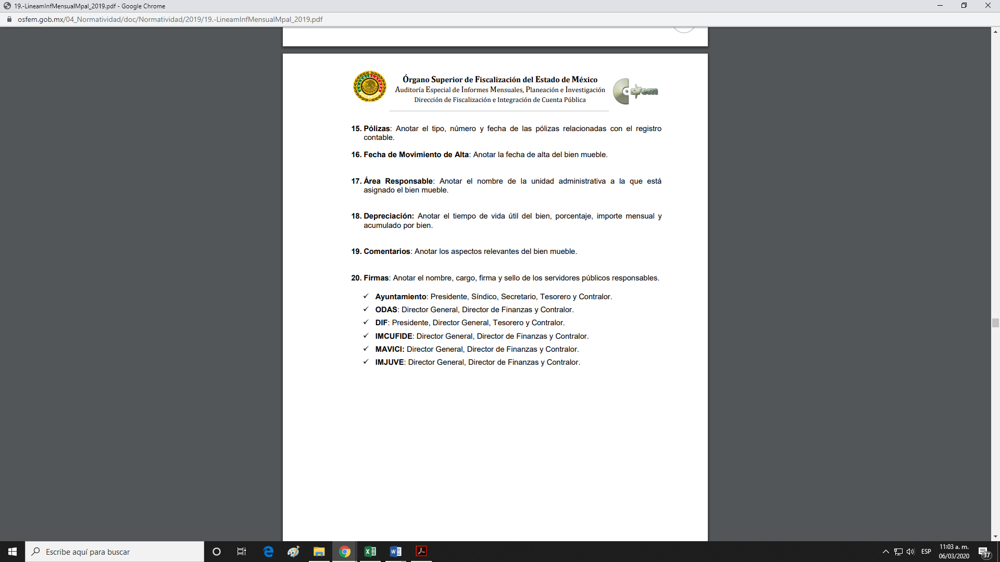 19.-LineamInfMensualMpal_2019.pdf - Google Chrome
osfem.gob.mx/04_Normatividad/doc/Normatividad/2019/19.-LineamInfMensualMpal_2019.pdf
Órgano Superior de Fiscalización del Estado de México
Auditoría Especial de Informes Mensuales, Planeación e Investigación
Dirección de Fiscalización e Integración de Cuenta Pública
osfem
15. Pólizas: Anotar el tipo, número y fecha de las pólizas relacionadas con el registro
contable.
16. Fecha de Movimiento de Alta: Anotar la fecha de alta del bien mueble.
17. Área Responsable: Anotar el nombre de la unidad administrativa a la que está
asignado el bien mueble.
18. Depreciación: Anotar el tiempo de vida útil del bien, porcentaje, importe mensual y
acumulado por bien.
19. Comentarios: Anotar los aspectos relevantes del bien mueble.
20. Firmas: Anotar el nombre, cargo, firma y sello de los servidores públicos responsables.
✓ Ayuntamiento: Presidente, Síndico, Secretario, Tesorero y Contralor.
✓ ODAS: Director General, Director de Finanzas y Contralor.
✓ DIF: Presidente, Director General, Tesorero y Contralor.
✓ IMCUFIDE: Director General, Director de Finanzas y Contralor.
✓ MAVICI: Director General, Director de Finanzas y Contralor.
✓ IMJUVE: Director General, Director de Finanzas y Contralor.
Escribe aquí para buscar
ESP
11:03 a. m.
06/03/2020
37